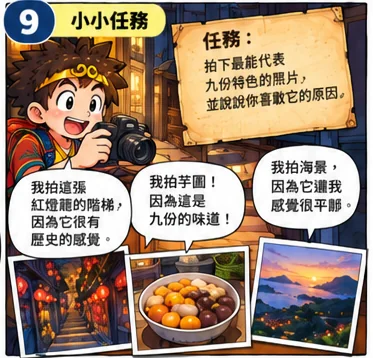 9 小小任務
任務：
拍下最能代表
九份特色的照片，
並說說你喜歡它的原因。
我拍這張
紅燈籠的階梯，
因為它很有
歷史的感覺。
我拍芋圓！
因為這是
九份的味道！
我拍海景，
因為它我
感覺很平。